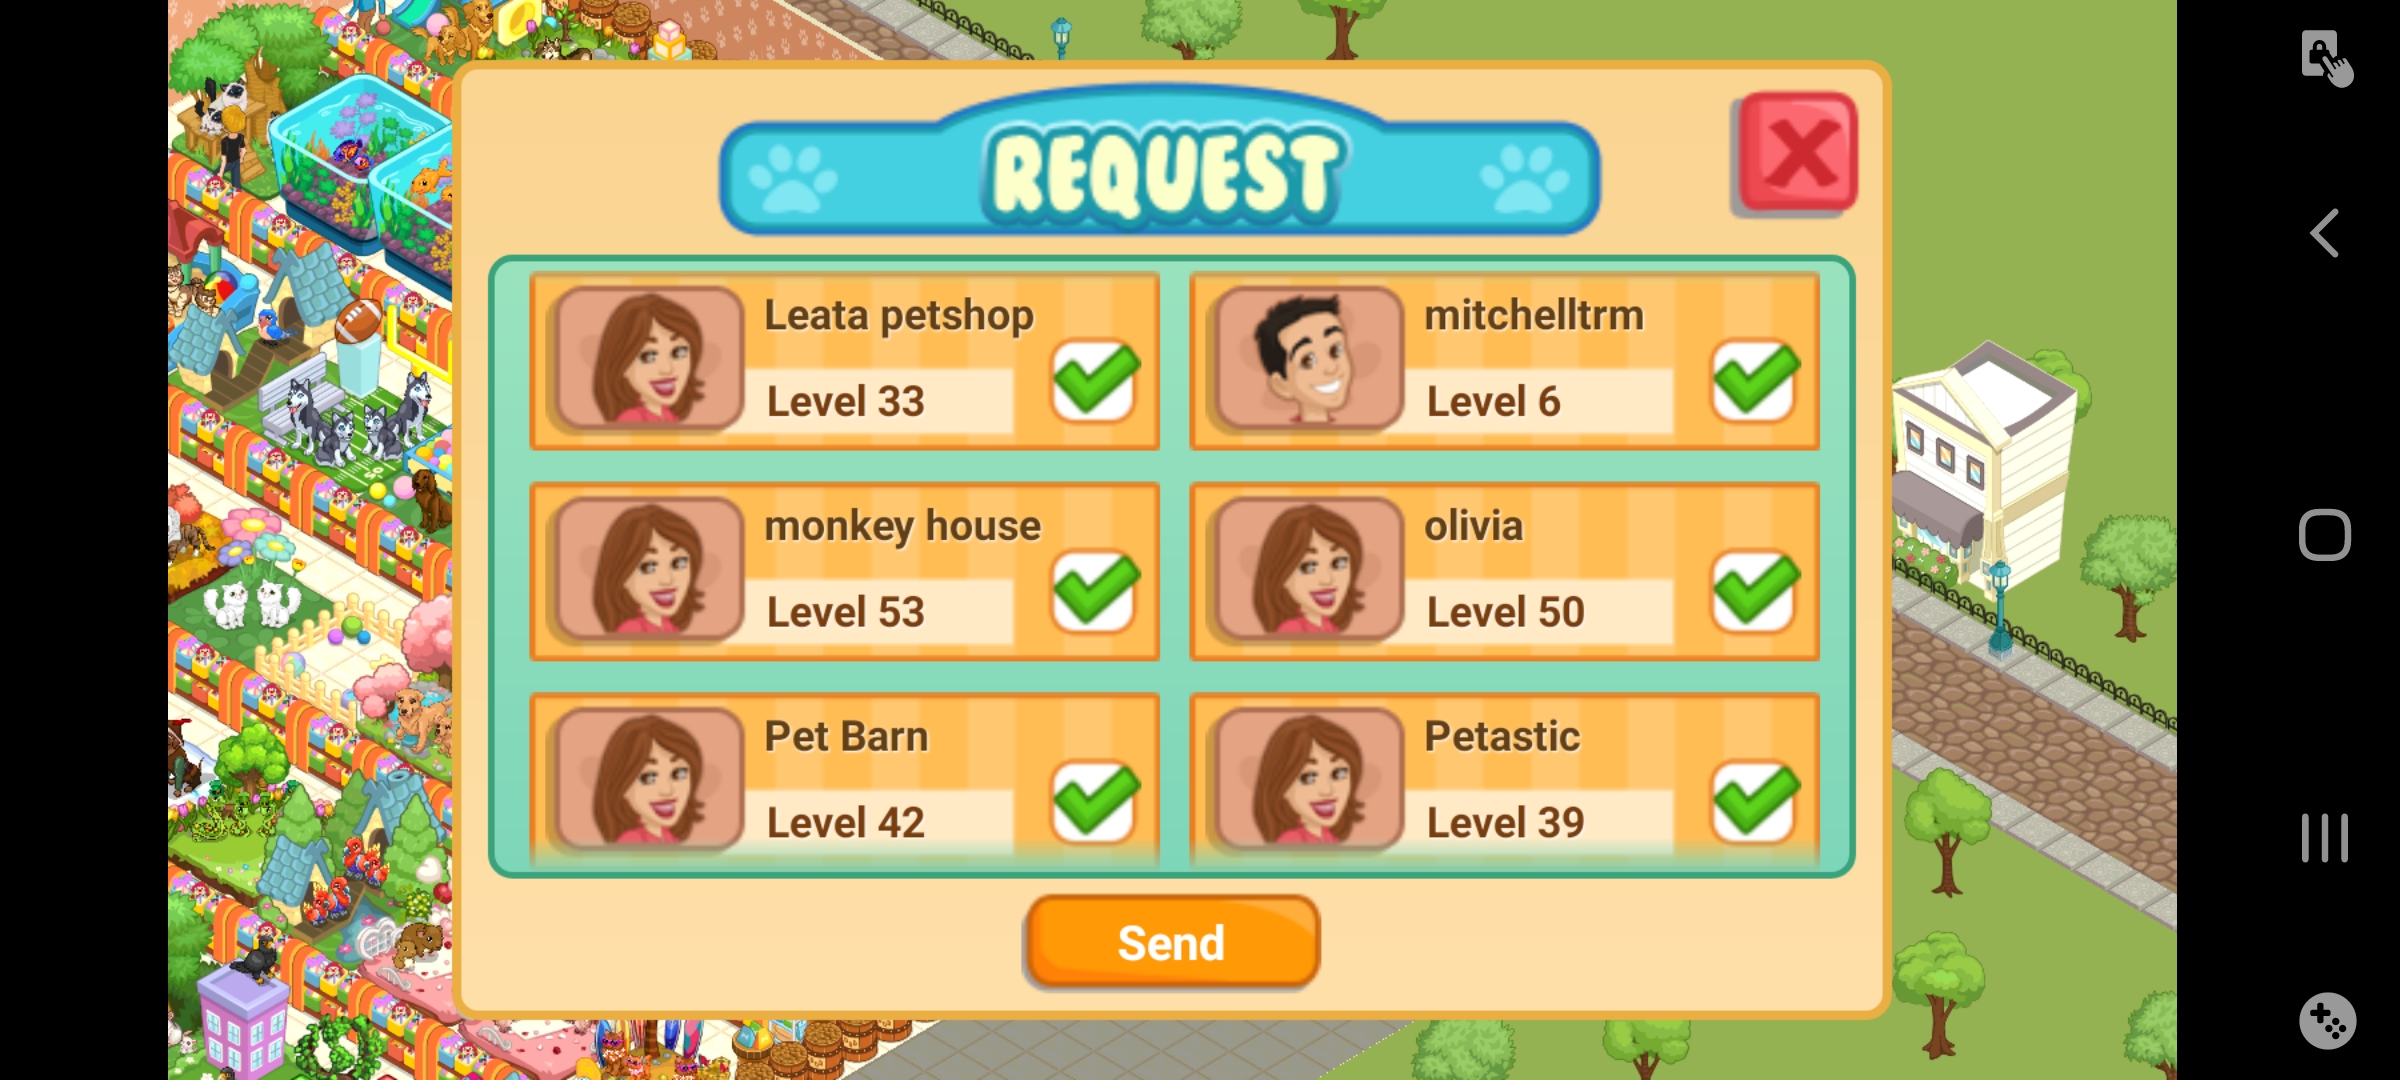 REQUEST
Leata petshop
Level 33
mitchelltrm
Level 6
monkey house
Level 53
olivia
Level 50
Pet Barn
Level 42
Petastic
Level 39
Send